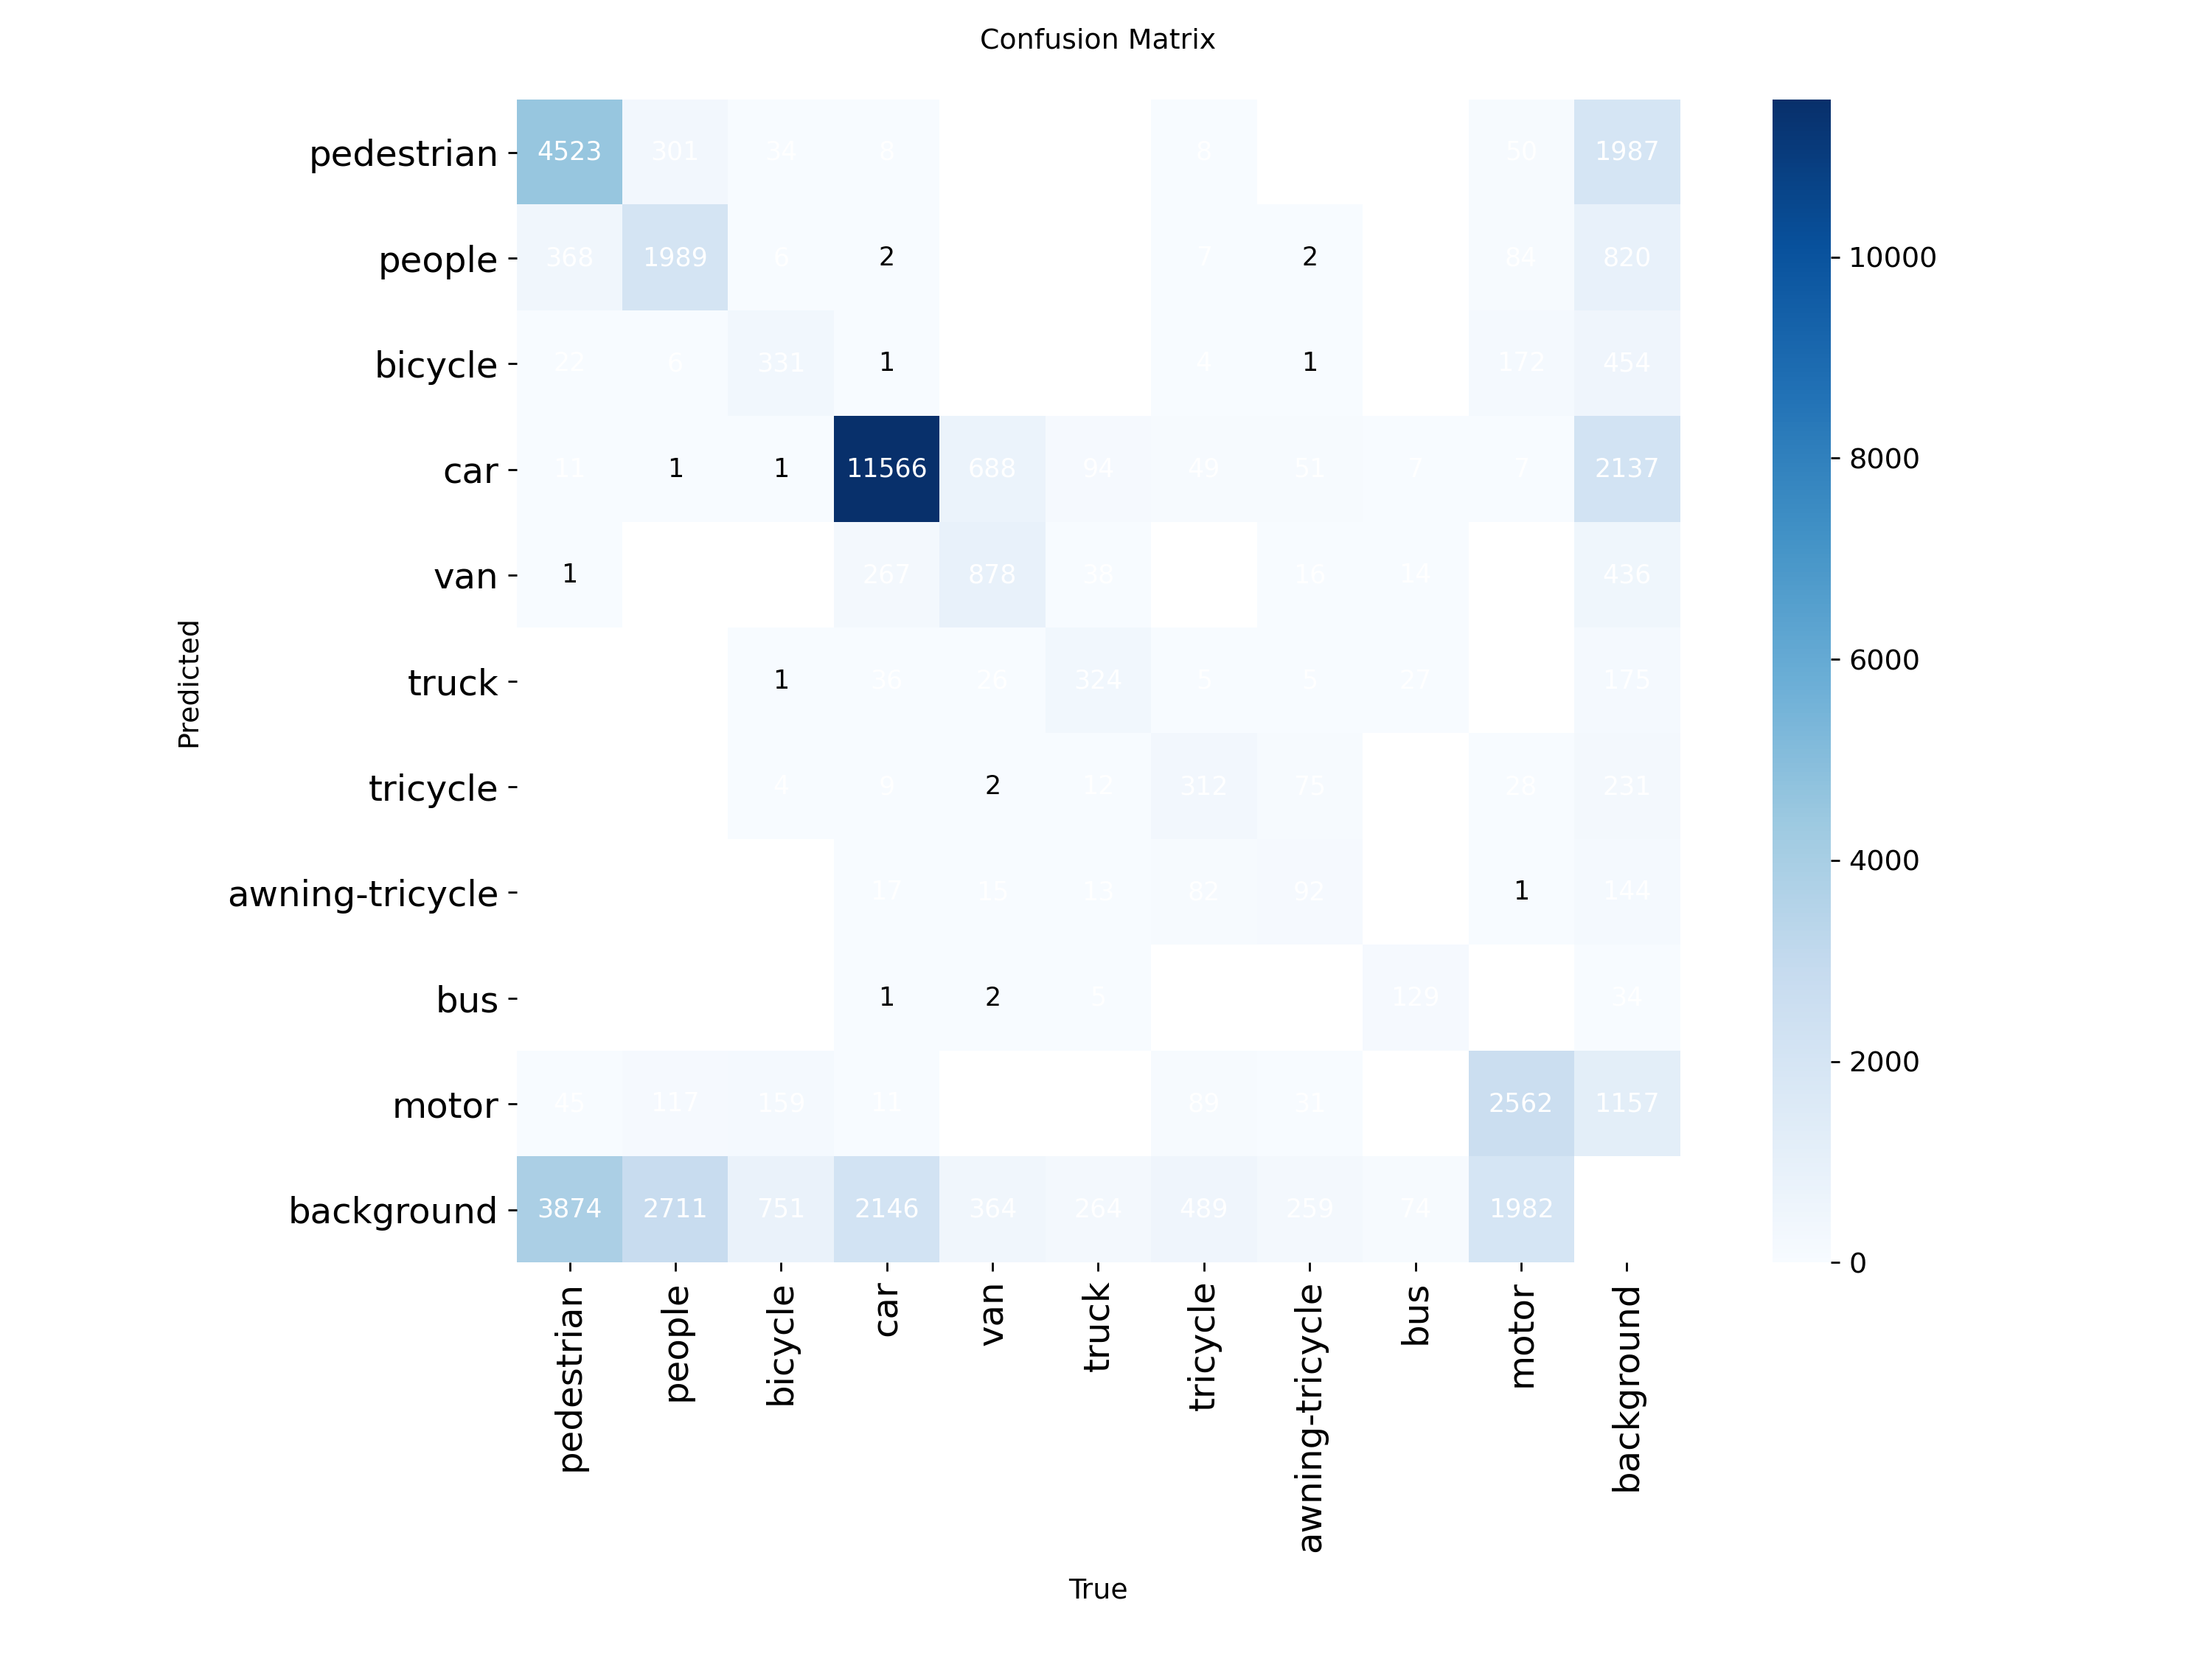 Confusion Matrix
pedestrian 4523 301 34 8 8 50 1987
people 368 1989 6 2 7 2 84 820
bicycle 22 6 331 1 4 1 172 454
car 11 1 1 11566 688 94 49 51 7 7 2137
van 1 267 878 38 16 14 436
truck 1 36 26 324 5 5 27 175
tricycle 4 9 2 12 312 75 28 231
awning-tricycle 17 15 13 82 92 1 144
bus 1 2 5 129 34
motor 45 117 159 11 89 31 2562 1157
background 3874 2711 751 2146 364 264 489 259 74 1982
Predicted
pedestrian
people
bicycle
car
van
truck
tricycle
awning-tricycle
bus
motor
background
True
10000
8000
6000
4000
2000
0